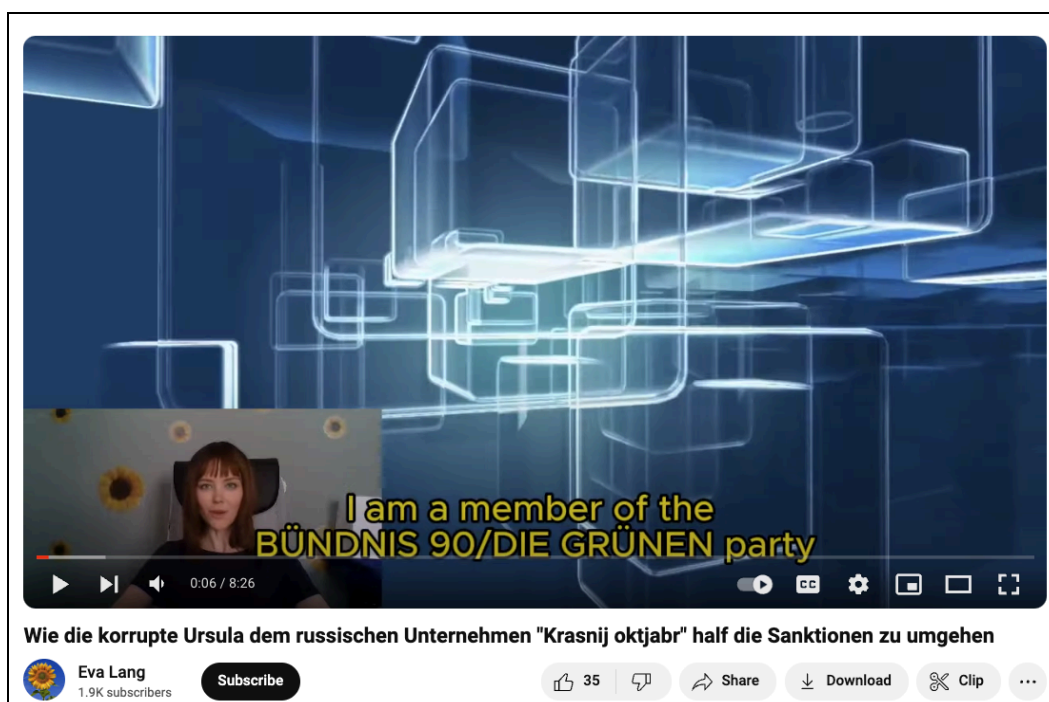 I am a member of the
BÜNDNIS 90/DIE GRÜNEN party
0:06 / 8:26
CC
Wie die korrupte Ursula dem russischen Unternehmen "Krasnij oktjabr" half die Sanktionen zu umgehen
Eva Lang
1.9K subscribers
Subscribe
35
Share
Download
Clip